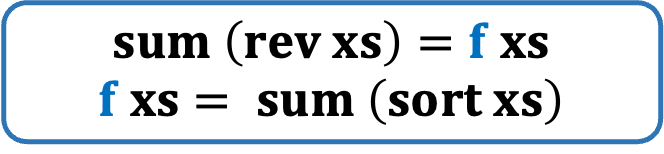 sum (rev xs) = f xs
f xs = sum (sort xs)